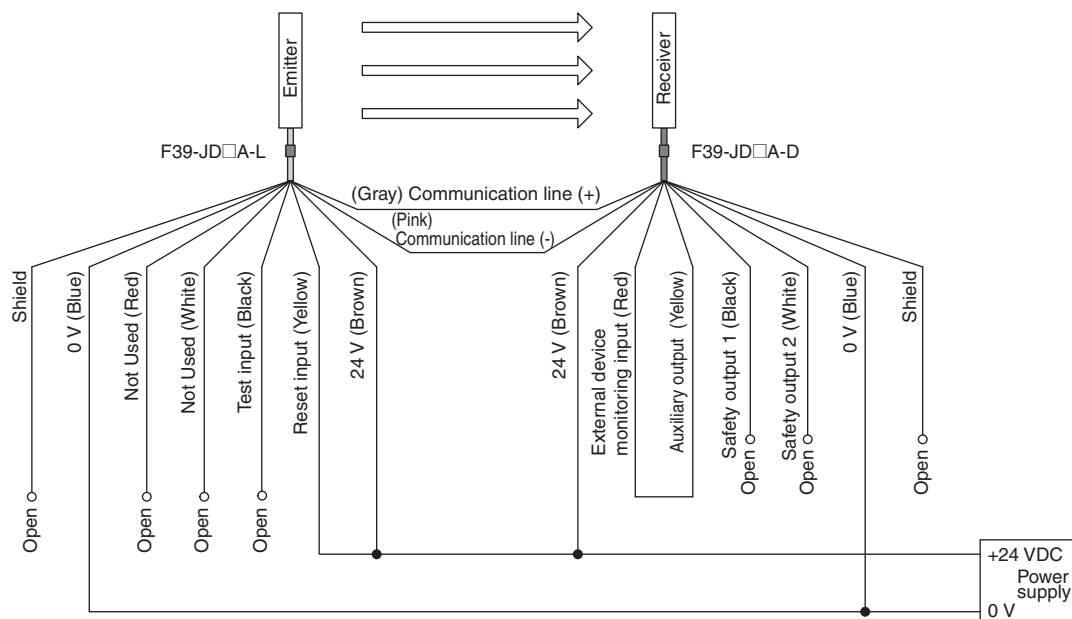 Emitter
Receiver
F39-JD□A-L
F39-JD□A-D
(Gray) Communication line (+)
(Pink)
Communication line (-)
Shield
0 V (Blue)
Not Used (Red)
Not Used (White)
Test input (Black)
Reset input (Yellow)
24 V (Brown)
24 V (Brown)
External device
monitoring input (Red)
Auxiliary output (Yellow)
Safety output 1 (Black)
Safety output 2 (White)
0 V (Blue)
Shield
Open
Open
Open
Open
Open
Open
Open
+24 VDC
Power
supply
0 V